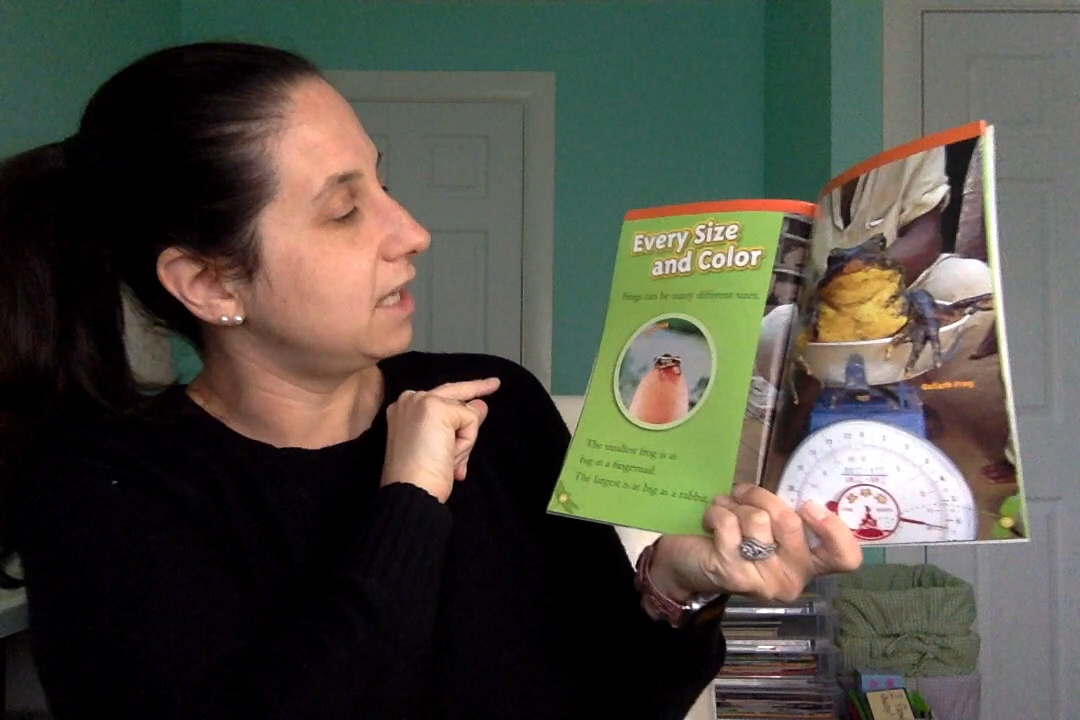 Every Size
and Color
Frogs can be many different sizes.
The smallest frog is as
big as a fingernail.
The largest is as big as a rabbit.
Goliath Frog